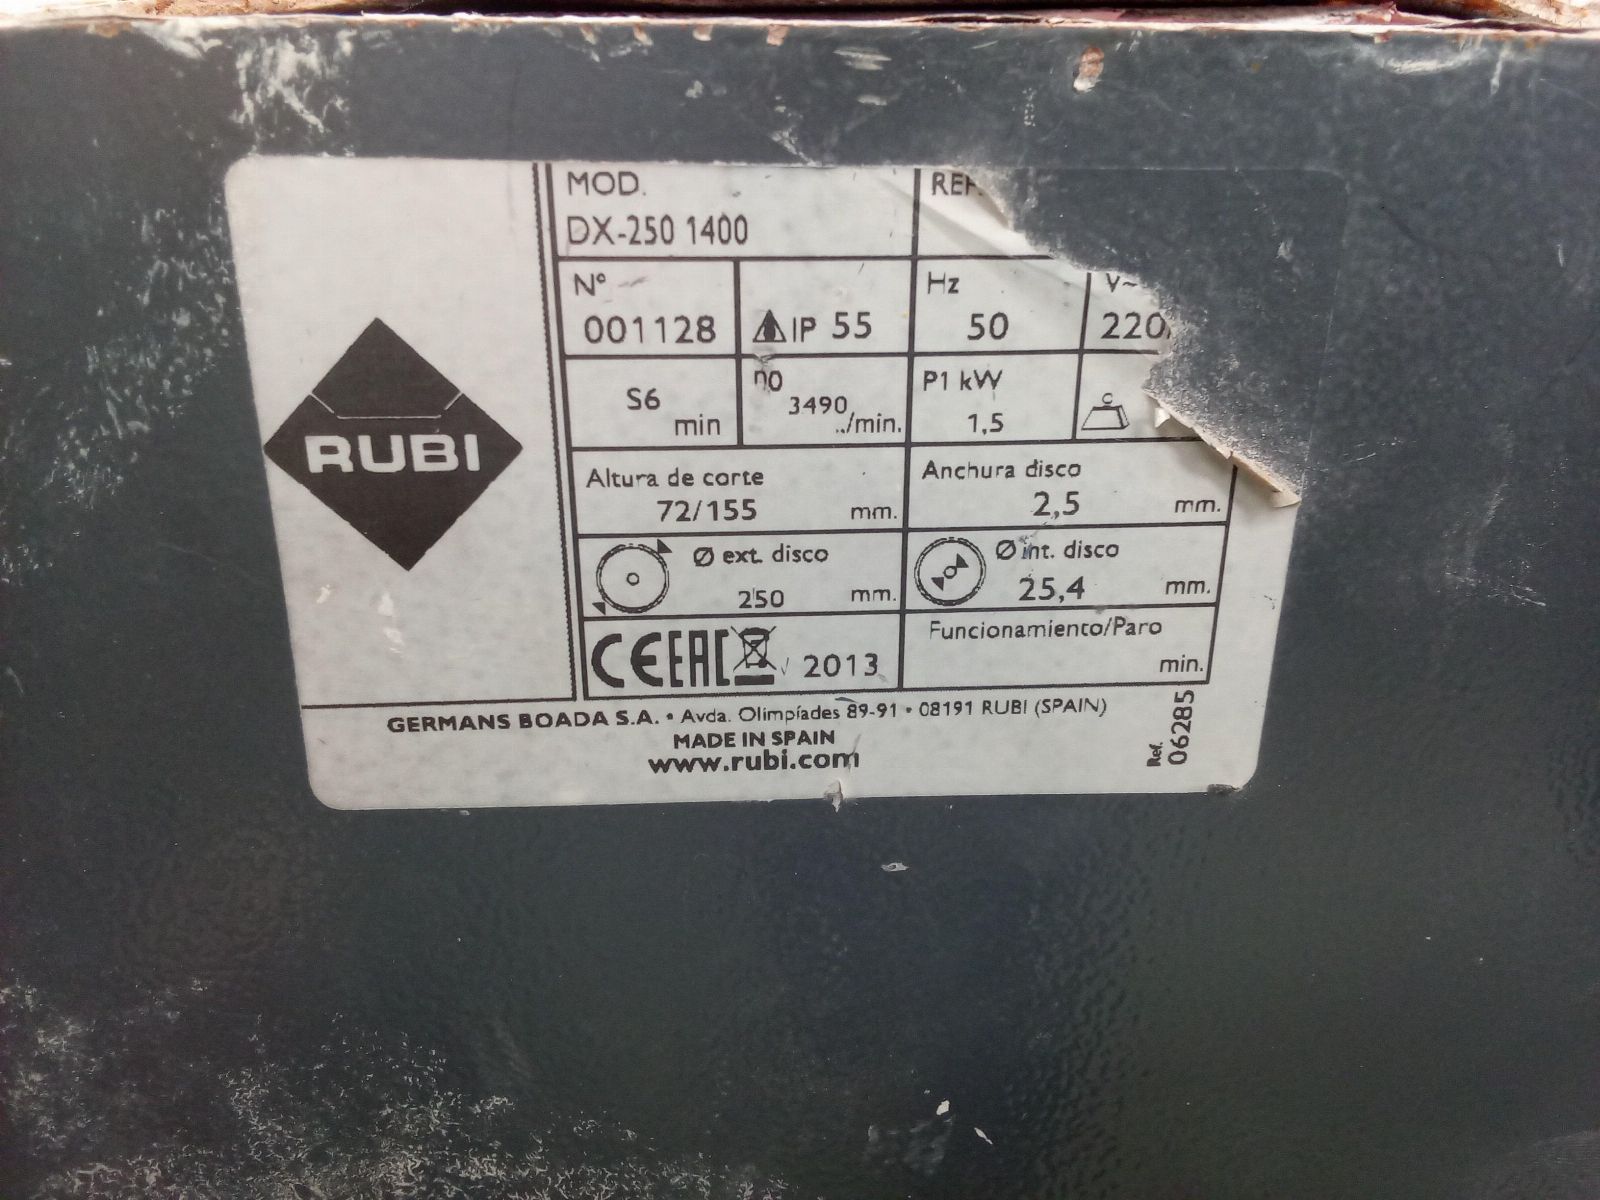 MOD.
DX-250 1400
Nº
001128
IP 55
Hz
50
V~
220
S6
min
n0
3490
../min.
P1 kW
1,5
RUBI
Altura de corte
72/155 mm.
Anchura disco
2,5 mm.
Ø ext. disco
250 mm.
Ø int. disco
25,4 mm.
CE EAC 2013
Funcionamiento/Paro
min.
GERMANS BOADA S.A. • Avda. Olimpíades 89-91 • 08191 RUBI (SPAIN)
MADE IN SPAIN
www.rubi.com
Ref.
06285